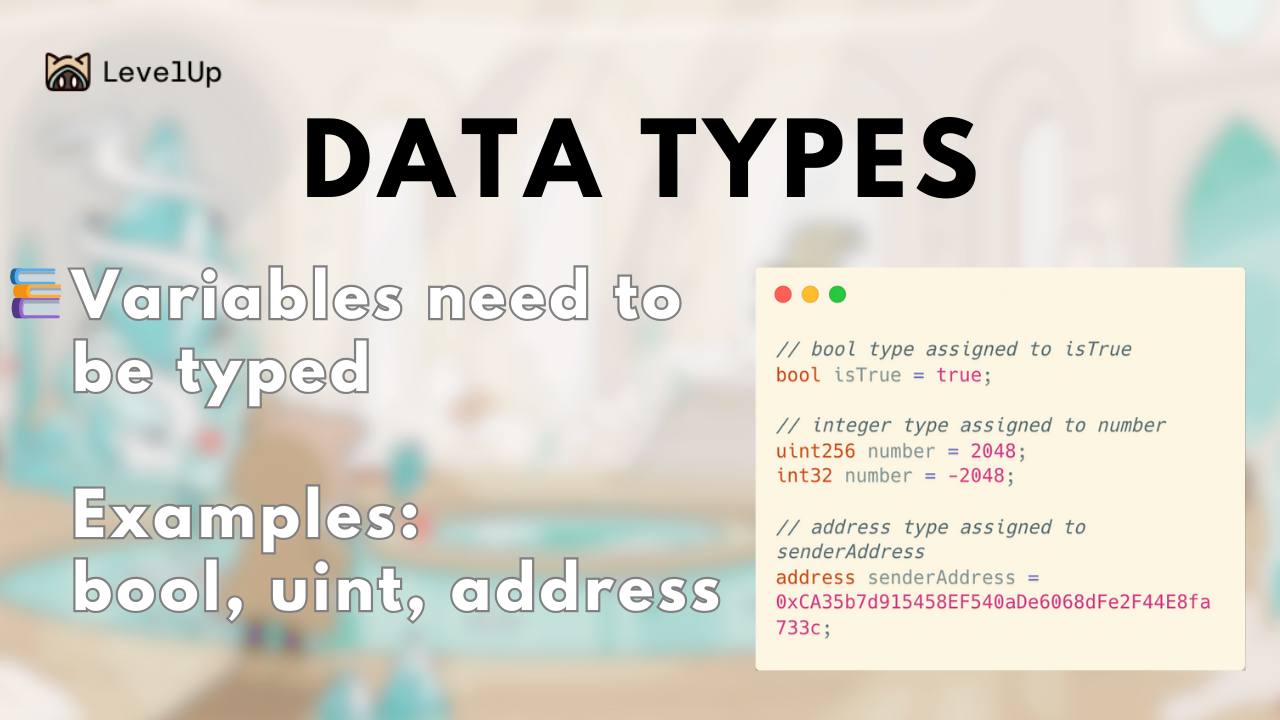 LevelUp
DATA TYPES
Variables need to
be typed
Examples:
bool, uint, address
// bool type assigned to isTrue
bool isTrue = true;
// integer type assigned to number
uint256 number = 2048;
int32 number = -2048;
// address type assigned to
senderAddress
address senderAddress =
0xCA35b7d915458EF540aDe6068dFe2F44E8fa
733c;